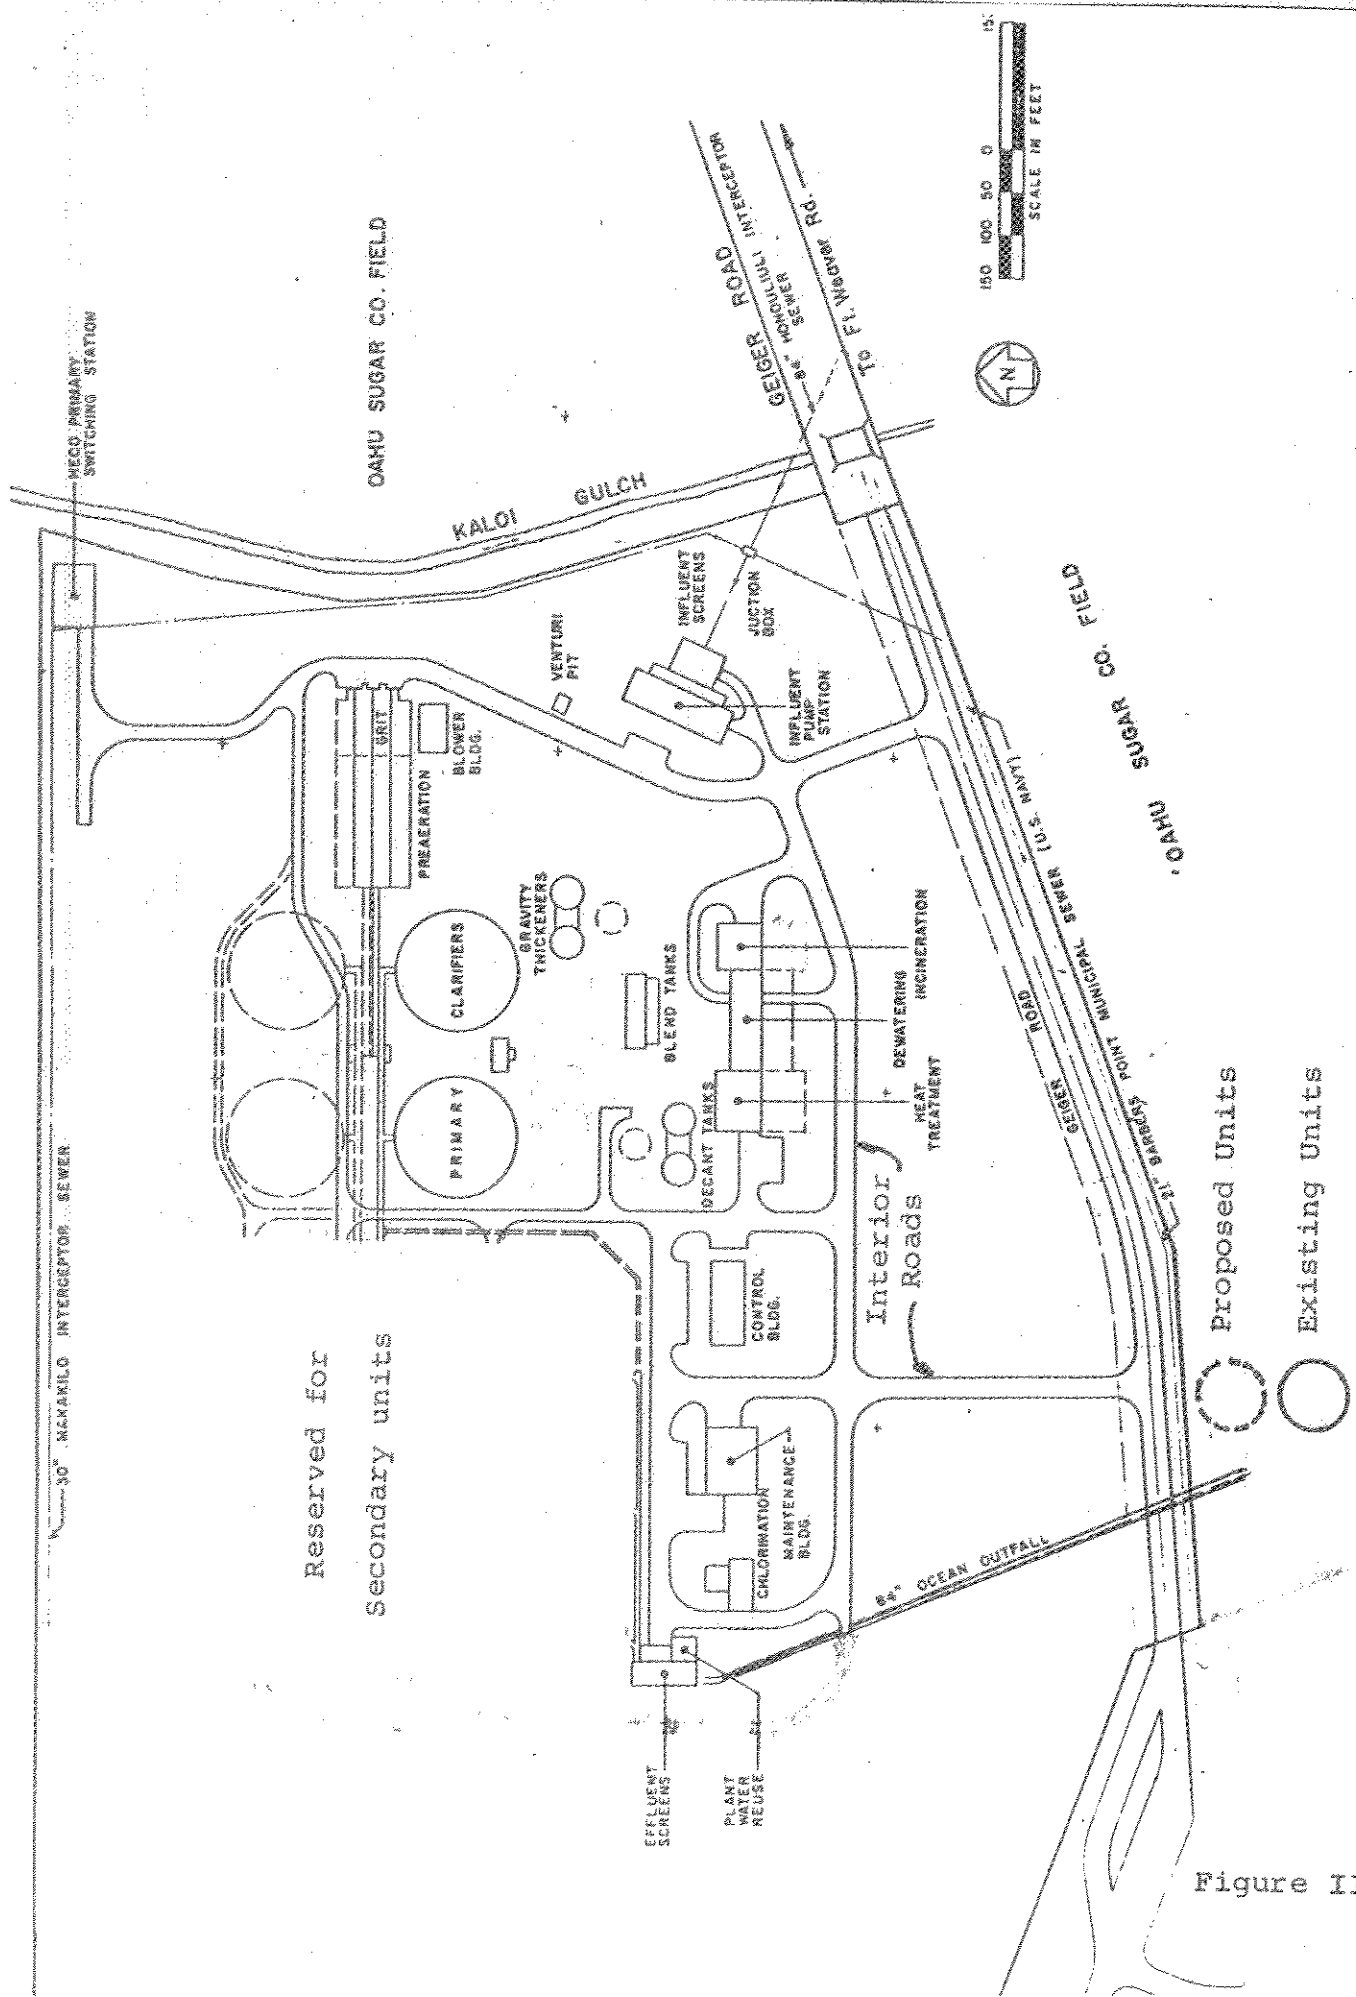 30" MAKAKILO INTERCEPTOR SEWER
HECO PRIMARY
SWITCHING STATION
OAHU SUGAR CO. FIELD
KALOI GULCH
Reserved for
Secondary units
GRIT
PREAERATION
BLOWER
BLDG.
VENTURI
PIT
PRIMARY CLARIFIERS
GRAVITY
THICKENERS
BLEND TANKS
DECANT TANKS
INFLUENT
SCREENS
JUCTION
BOX
INFLUENT
PUMP
STATION
GEIGER ROAD
84" HONOULIULI INTERCEPTOR
SEWER
To Ft. Weaver Rd.
EFFLUENT
SCREENS
PLANT
WATER
REUSE
CHLORINATION
MAINTENANCE
BLDG.
CONTROL
BLDG.
HEAT
TREATMENT
DEWATERING
INCINERATION
Interior
Roads
84" OCEAN OUTFALL
GEIGER ROAD
21" BARBERS POINT MUNICIPAL SEWER (U.S. NAVY)
OAHU SUGAR CO. FIELD
N
150 100 50 0
SCALE IN FEET
Proposed Units
Existing Units
Figure